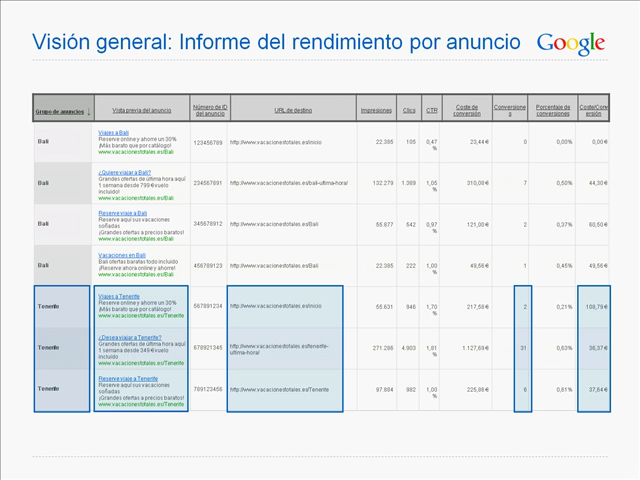 Visión general: Informe del rendimiento por anuncio
Google
Grupo de anuncios ↓ Vista previa del anuncio Número de ID del anuncio URL de destino Impresiones Clics CTR Coste de conversión Conversiones Porcentaje de conversiones Coste/Conversión
Bali
Viajes a Bali
Reserve online y ahorre un 30%
¡Más barato que por catálogo!
www.vacacionestotales.es/Bali
123456789 http://www.vacacionestotales.es/inicio 22.385 105 0,47 % 23,44 € 0 0,00% 0,00 €
Bali
¿Quiere viajar a Bali?
Grandes ofertas de última hora aquí
1 semana desde 799 € vuelo
incluido!
www.vacacionestotales.es/Bali
234567891 http://www.vacacionestotales.es/bali-ultima-hora/ 132.279 1.389 1,05 % 310,08 € 7 0,50% 44,30 €
Bali
Reserve viaje a Bali
Reserve aquí sus vacaciones
soñadas
¡Grandes ofertas a precios baratos!
www.vacacionestotales.es/Bali
345678912 http://www.vacacionestotales.es/Bali 55.877 542 0,97 % 121,00 € 2 0,37% 60,50 €
Bali
Vacaciones en Bali
Bali ofertas baratas todo incluido
¡Reserve ahora online y ahorre!
www.vacacionestotales.es/Bali
456789123 http://www.vacacionestotales.es/Bali 22.385 222 1,00 % 49,56 € 1 0,45% 49,56 €
Tenerife
Viajes a Tenerife
Reserve online y ahorre un 30%
¡Más barato que por catálogo!
www.vacacionestotales.es/Tenerife
567891234 http://www.vacacionestotales.es/inicio 55.631 946 1,70 % 217,58 € 2 0,21% 108,79 €
Tenerife
¿Desea viajar a Tenerife?
Grandes ofertas de última hora aquí
1 semana desde 349 € vuelo
incluido
www.vacacionestotales.es/Tenerife
678921345 http://www.vacacionestotales.es/tenerife-ultima-hora/ 271.286 4.903 1,81 % 1.127,69 € 31 0,63% 36,37 €
Tenerife
Reserve viaje a Tenerife
Reserve aquí sus vacaciones
soñadas
¡Grandes ofertas a precios baratos!
www.vacacionestotales.es/Tenerife
789123456 http://www.vacacionestotales.es/Tenerife 97.884 982 1,00 % 225,86 € 6 0,61% 37,64 €